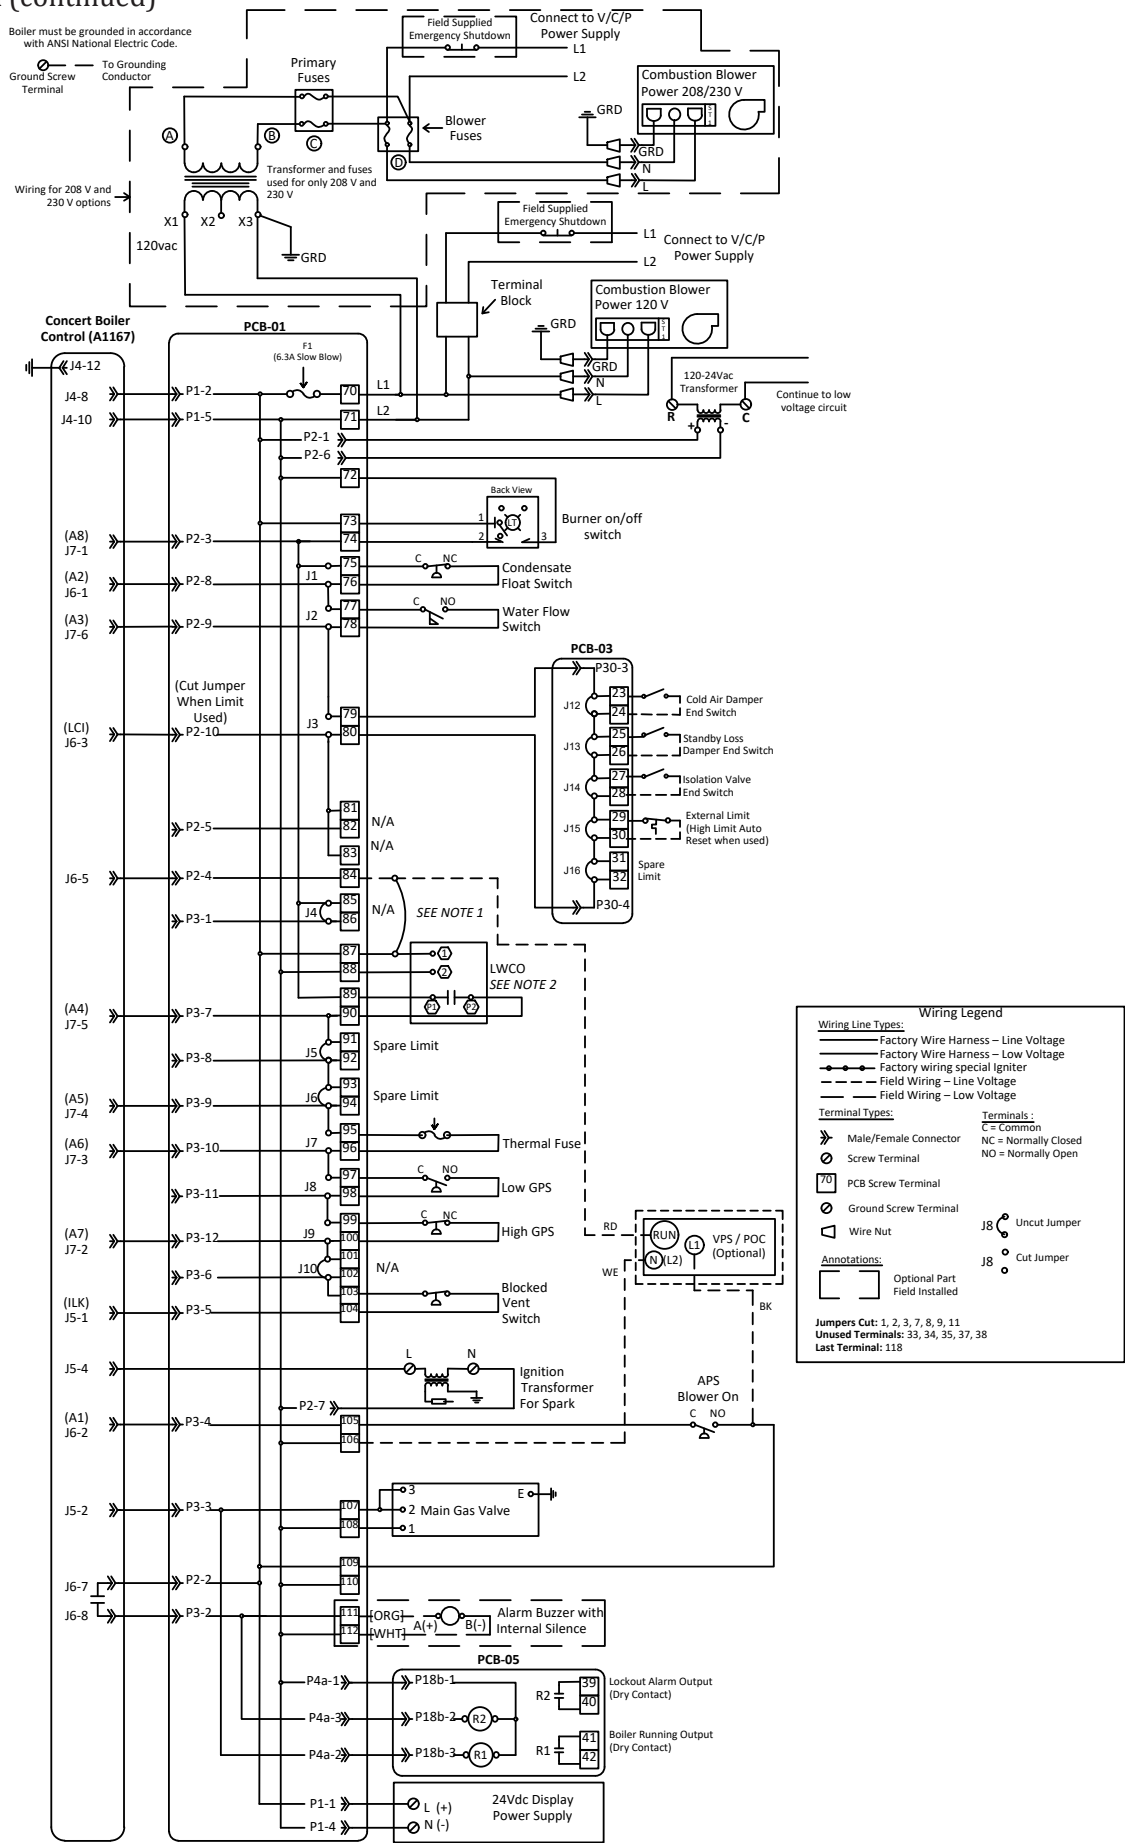 (continued)
Boiler must be grounded in accordance
with ANSI National Electric Code.
Ground Screw
Terminal
To Grounding
Conductor
Wiring for 208 V and
230 V options
Primary
Fuses
Field Supplied
Emergency Shutdown
Connect to V/C/P
Power Supply
L1
L2
Combustion Blower
Power 208/230 V
ST1
GRD
GRD
N
L
Blower
Fuses
A
B
C
D
Transformer and fuses
used for only 208 V and
230 V
X1
X2
X3
120vac
GRD
Field Supplied
Emergency Shutdown
L1
L2
Connect to V/C/P
Power Supply
Terminal
Block
Combustion Blower
Power 120 V
ST1
GRD
GRD
N
L
120-24Vac
Transformer
R
C
+
-
Continue to low
voltage circuit
Concert Boiler
Control (A1167)
PCB-01
F1
(6.3A Slow Blow)
J4-12
J4-8
P1-2
70
L1
J4-10
P1-5
71
L2
P2-1
P2-6
72
Back View
1
LT
2
3
Burner on/off
switch
73
(A8)
J7-1
P2-3
74
75
C
NC
Condensate
Float Switch
(A2)
J6-1
P2-8
J1
76
77
C
NO
Water Flow
Switch
(A3)
J7-6
P2-9
J2
78
(Cut Jumper
When Limit
Used)
79
(LCI)
J6-3
P2-10
J3
80
81
P2-5
82
N/A
N/A
83
J6-5
P2-4
84
85
P3-1
J4
86
N/A
SEE NOTE 1
87
88
1
2
LWCO
SEE NOTE 2
P1
P2
89
(A4)
J7-5
P3-7
90
91
P3-8
J5
92
Spare Limit
93
(A5)
J7-4
P3-9
J6
94
Spare Limit
95
(A6)
J7-3
P3-10
J7
96
Thermal Fuse
97
C
NO
Low GPS
P3-11
J8
98
99
C
NC
High GPS
(A7)
J7-2
P3-12
J9
100
101
P3-6
J10
102
N/A
103
Blocked
Vent
Switch
(ILK)
J5-1
P3-5
104
J5-4
L
N
Ignition
Transformer
For Spark
P2-7
(A1)
J6-2
P3-4
105
106
APS
Blower On
C
NO
J5-2
P3-3
107
108
3
2
1
Main Gas Valve
E
109
110
J6-7
P2-2
J6-8
P3-2
111
112
[ORG]
[WHT]
A(+)
B(-)
Alarm Buzzer with
Internal Silence
PCB-05
P4a-1
P18b-1
P4a-3
P18b-2
R2
P4a-2
P18b-3
R1
R2
39
40
Lockout Alarm Output
(Dry Contact)
R1
41
42
Boiler Running Output
(Dry Contact)
P1-1
P1-4
L (+)
N (-)
24Vdc Display
Power Supply
PCB-03
P30-3
J12
23
24
Cold Air Damper
End Switch
J13
25
26
Standby Loss
Damper End Switch
J14
27
28
Isolation Valve
End Switch
J15
29
30
External Limit
(High Limit Auto
Reset when used)
J16
31
32
Spare
Limit
P30-4
RD
WE
BK
RUN
N
(L2)
L1
VPS / POC
(Optional)
Wiring Legend
Wiring Line Types:
Factory Wire Harness – Line Voltage
Factory Wire Harness – Low Voltage
Factory wiring special Igniter
Field Wiring – Line Voltage
Field Wiring – Low Voltage
Terminal Types:
Male/Female Connector
Screw Terminal
70
PCB Screw Terminal
Ground Screw Terminal
Wire Nut
Terminals :
C = Common
NC = Normally Closed
NO = Normally Open
J8
Uncut Jumper
J8
Cut Jumper
Annotations:
Optional Part
Field Installed
Jumpers Cut: 1, 2, 3, 7, 8, 9, 11
Unused Terminals: 33, 34, 35, 37, 38
Last Terminal: 118